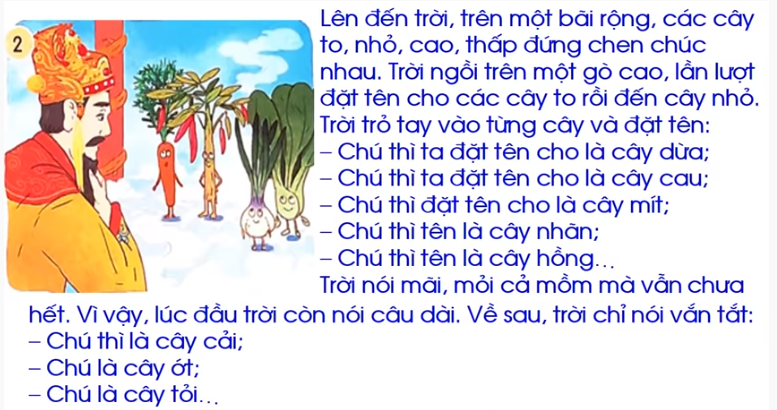 2
Lên đến trời, trên một bãi rộng, các cây
to, nhỏ, cao, thấp đứng chen chúc
nhau. Trời ngồi trên một gò cao, lần lượt
đặt tên cho các cây to rồi đến cây nhỏ.
Trời trỏ tay vào từng cây và đặt tên:
– Chú thì ta đặt tên cho là cây dừa;
– Chú thì ta đặt tên cho là cây cau;
– Chú thì đặt tên cho là cây mít;
– Chú thì tên là cây nhãn;
– Chú thì tên là cây hồng...
Trời nói mãi, mỏi cả mồm mà vẫn chưa
hết. Vì vậy, lúc đầu trời còn nói câu dài. Về sau, trời chỉ nói vắn tắt:
– Chú thì là cây cải;
– Chú là cây ớt;
– Chú là cây tỏi...